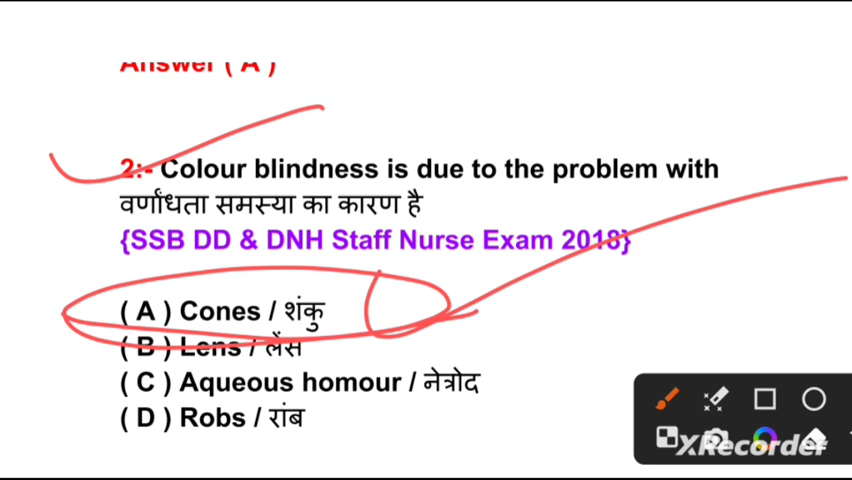 Answer ( A )
2:- Colour blindness is due to the problem with
वर्णांधता समस्या का कारण है
{SSB DD & DNH Staff Nurse Exam 2018}
( A ) Cones / शंकु
( B ) Lens / लेंस
( C ) Aqueous homour / नेत्रोद
( D ) Robs / रांब
XRecorder